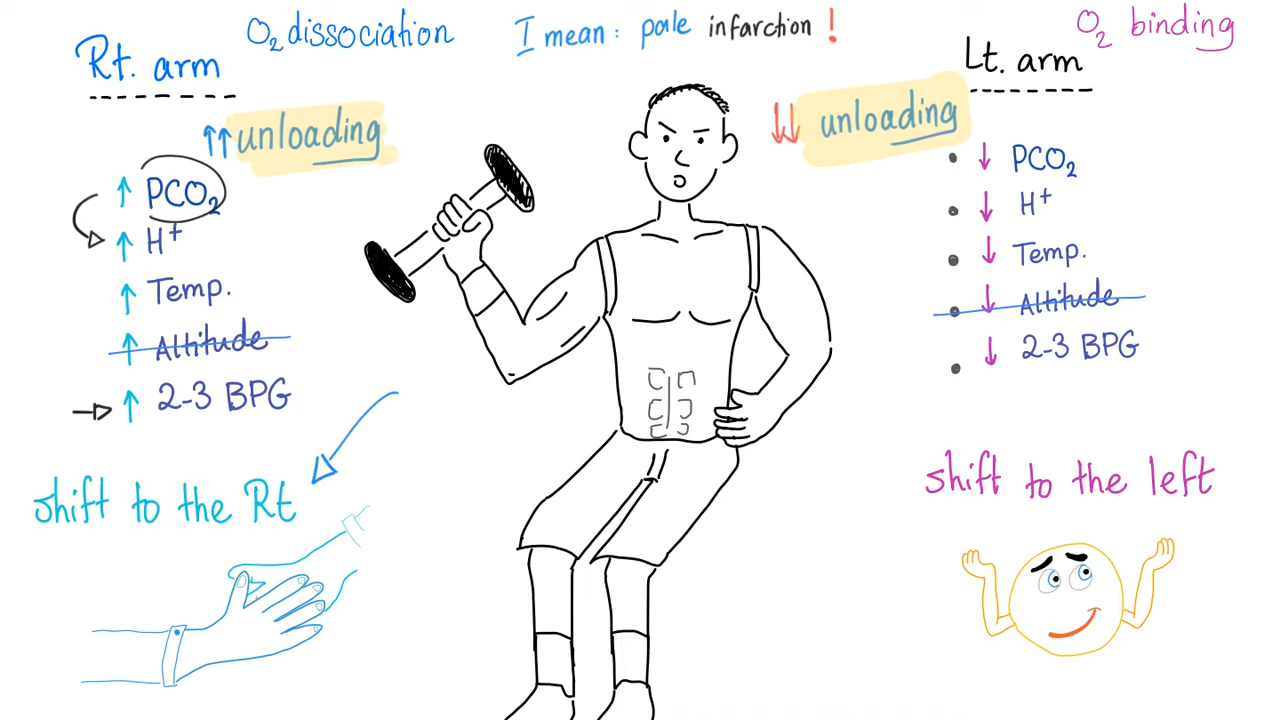 O₂ dissociation
I mean: pale infarction !
O₂ binding
Rt. arm
↑↑ unloading
↑ PCO₂
↑ H⁺
↑ Temp.
↑ Altitude
→ ↑ 2-3 BPG
shift to the Rt
Lt. arm
↓↓ unloading
• ↓ PCO₂
• ↓ H⁺
• ↓ Temp.
• ↓ Altitude
• ↓ 2-3 BPG
shift to the left